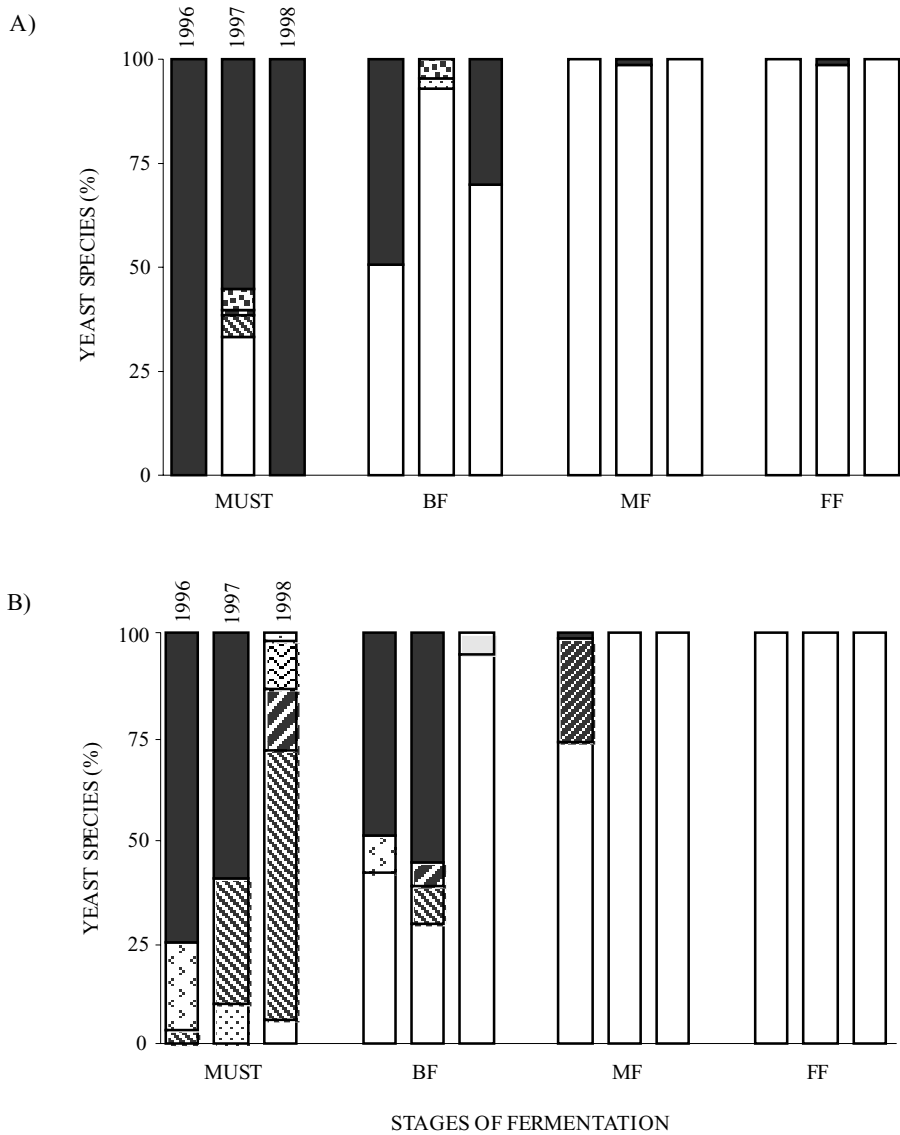 A)
1996 1997 1998
100
75
50
25
0
YEAST SPECIES (%)
MUST BF MF FF
B)
1996 1997 1998
100
75
50
25
0
YEAST SPECIES (%)
MUST BF MF FF
STAGES OF FERMENTATION